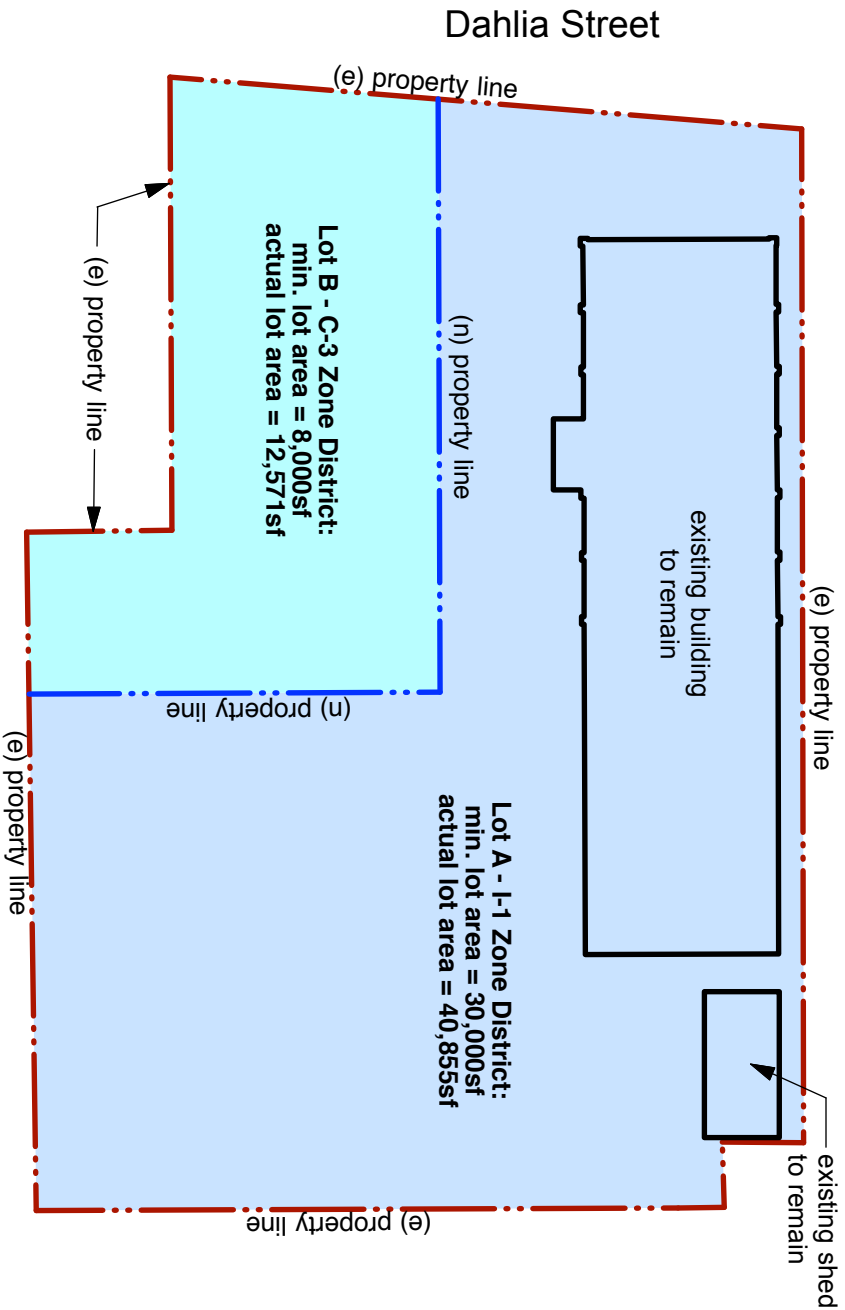 Dahlia Street
(e) property line
(e) property line
(n) property line
Lot B - C-3 Zone District:
min. lot area = 8,000sf
actual lot area = 12,571sf
existing building
to remain
(e) property line
(n) property line
(e) property line
Lot A - I-1 Zone District:
min. lot area = 30,000sf
actual lot area = 40,855sf
existing shed
to remain
(e) property line